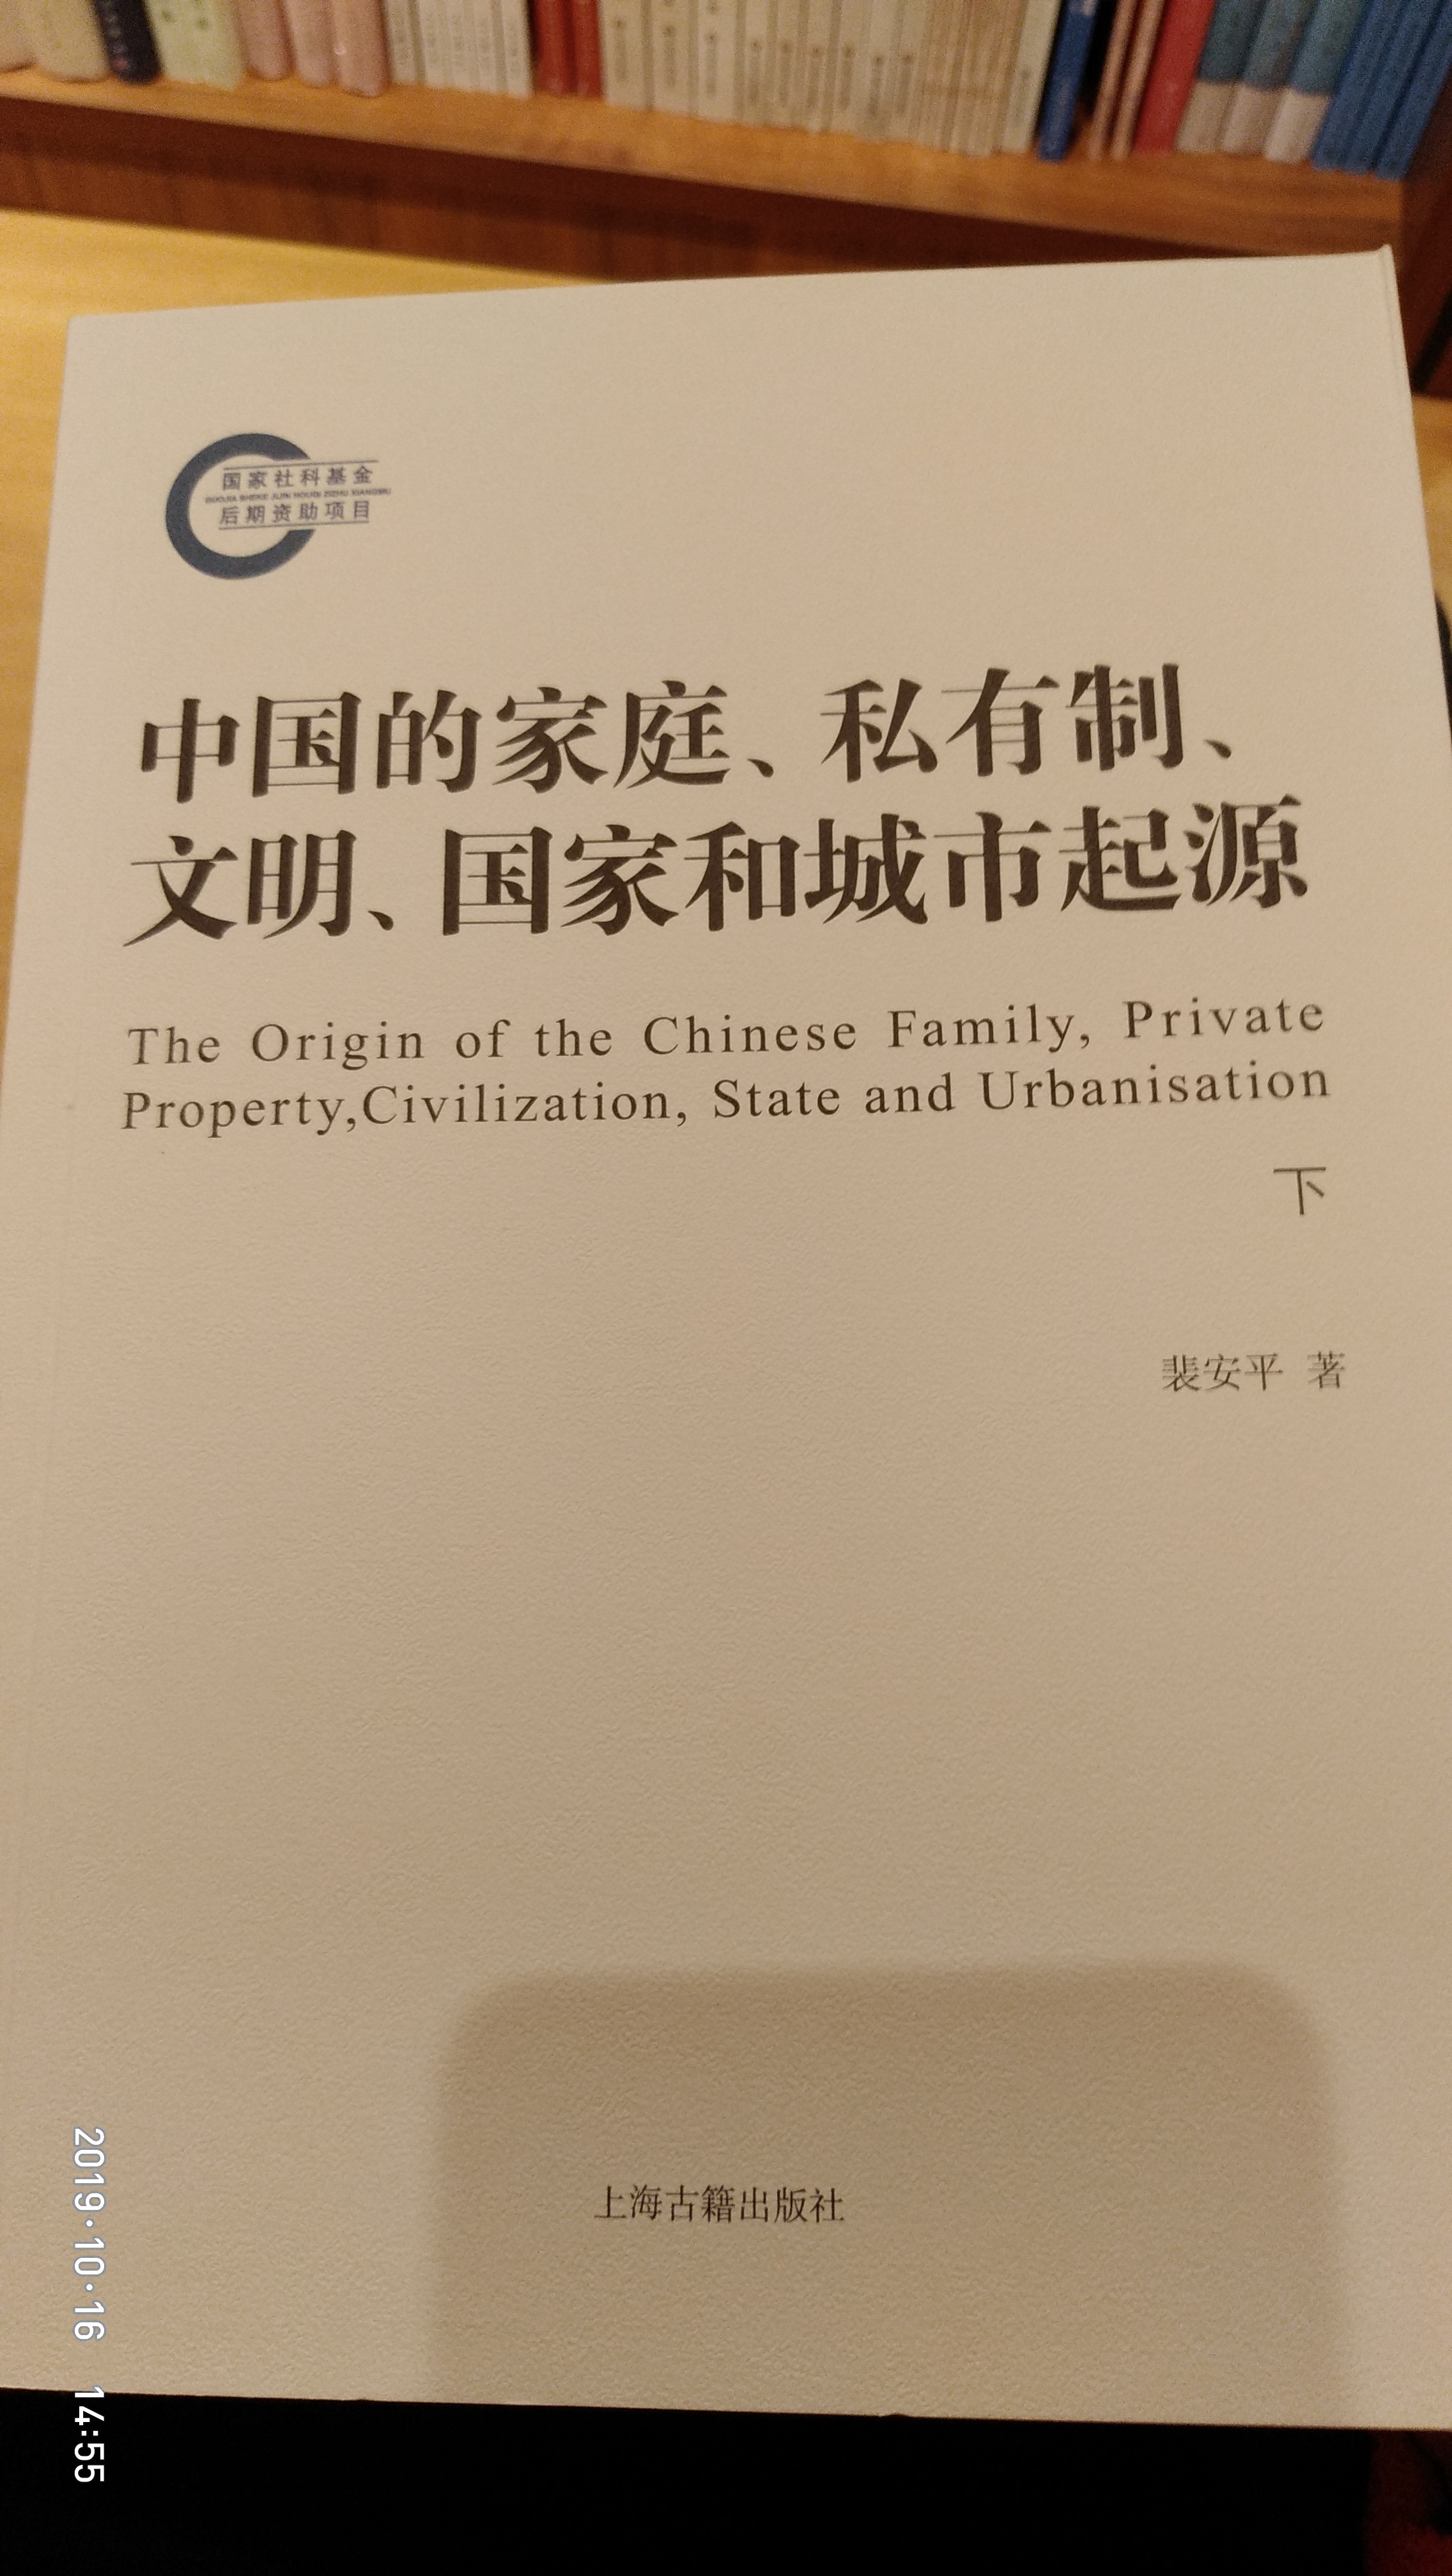 国家社科基金
GUOJIA SHEKE JIJIN HOUQI ZIZHU XIANGMU
后期资助项目
中国的家庭、私有制、
文明、国家和城市起源
The Origin of the Chinese Family, Private
Property,Civilization, State and Urbanisation
下
裴安平 著
上海古籍出版社
2019·10·16 14:55